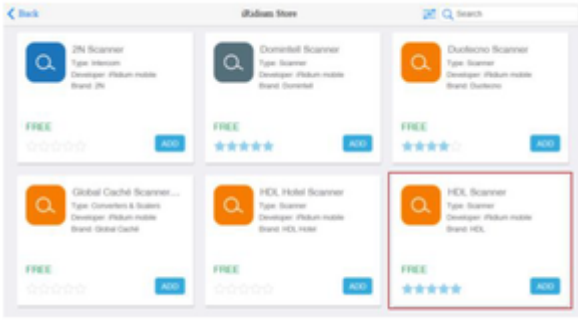 Back
iRidium Store
Search
2N Scanner
Type: Intercom
Developer: iRidium mobile
Brand: 2N
FREE
ADD
Domintell Scanner
Type: Scanner
Developer: iRidium mobile
Brand: Domintell
FREE
ADD
Duotecno Scanner
Type: Scanner
Developer: iRidium mobile
Brand: Duotecno
FREE
ADD
Global Caché Scanner...
Type: Converters & Scalers
Developer: iRidium mobile
Brand: Global Caché
FREE
ADD
HDL Hotel Scanner
Type: Scanner
Developer: iRidium mobile
Brand: HDL Hotel
FREE
ADD
HDL Scanner
Type: Scanner
Developer: iRidium mobile
Brand: HDL
FREE
ADD